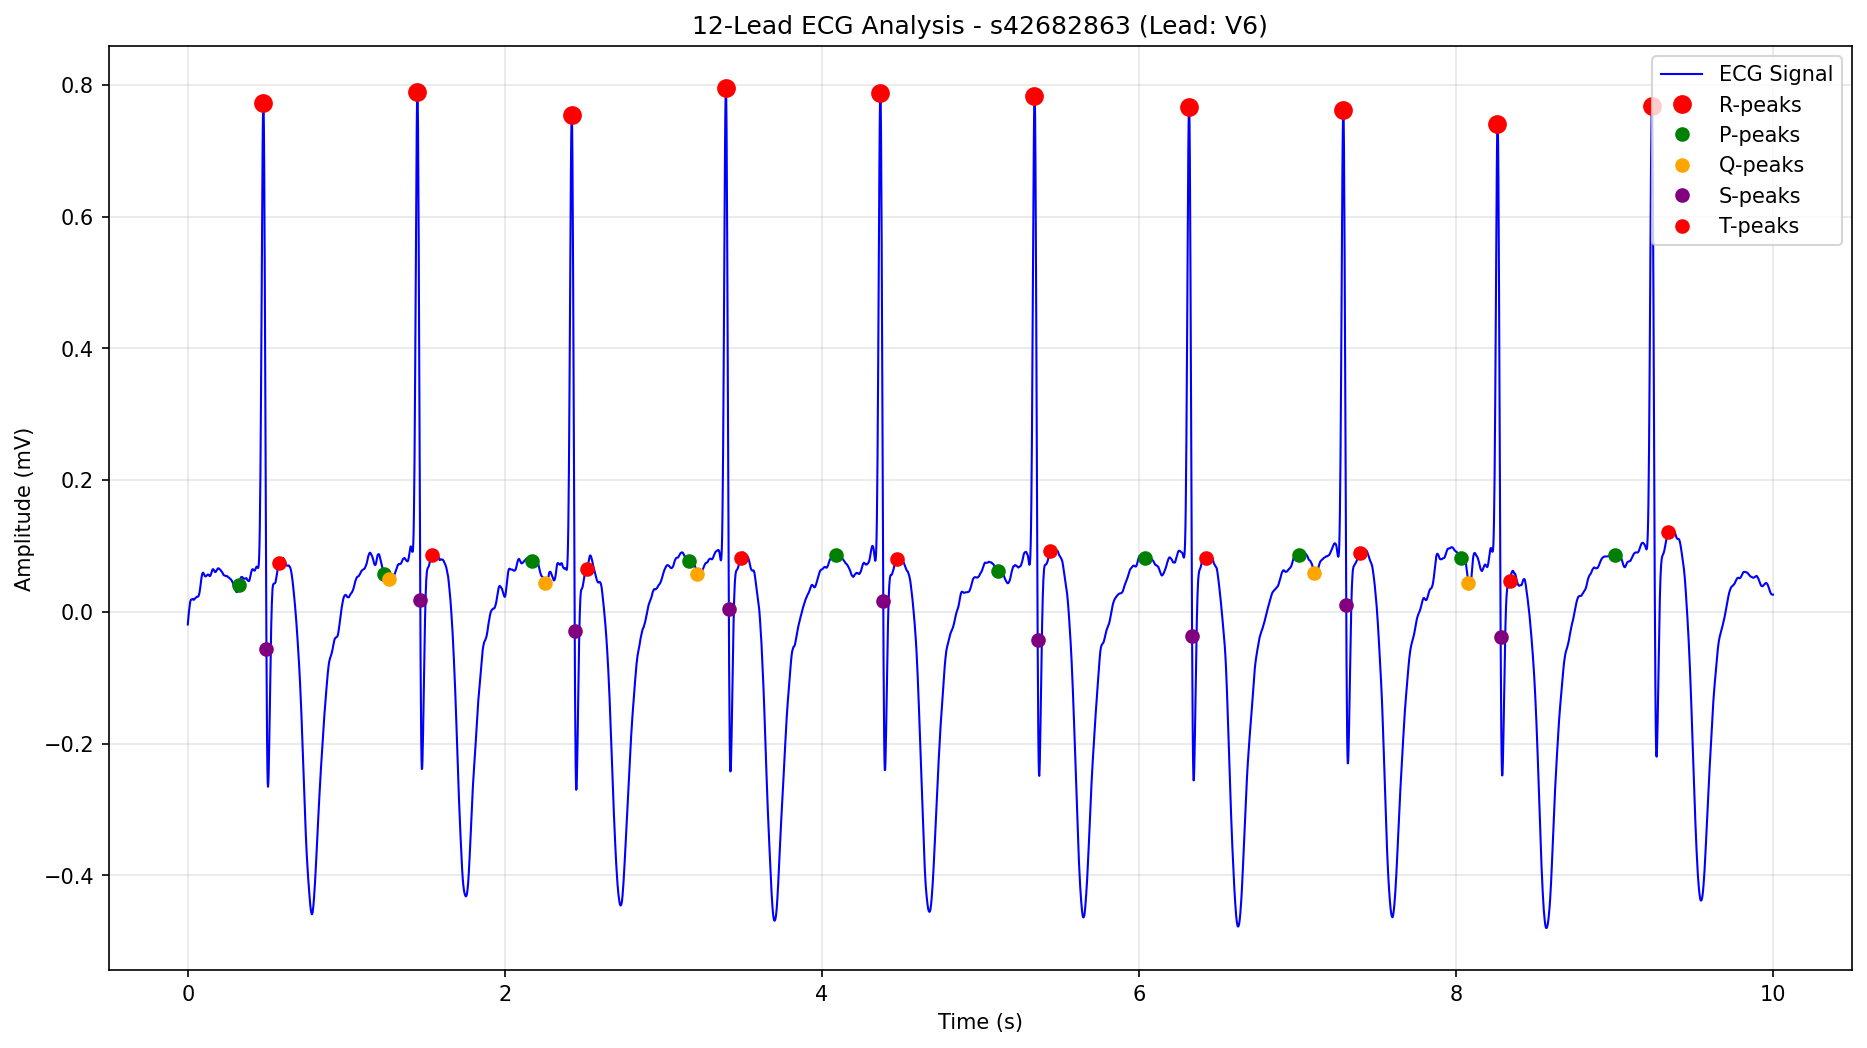 12-Lead ECG Analysis - s42682863 (Lead: V6)
ECG Signal
R-peaks
P-peaks
Q-peaks
S-peaks
T-peaks
Amplitude (mV)
0.8
0.6
0.4
0.2
0.0
−0.2
−0.4
0 2 4 6 8 10
Time (s)